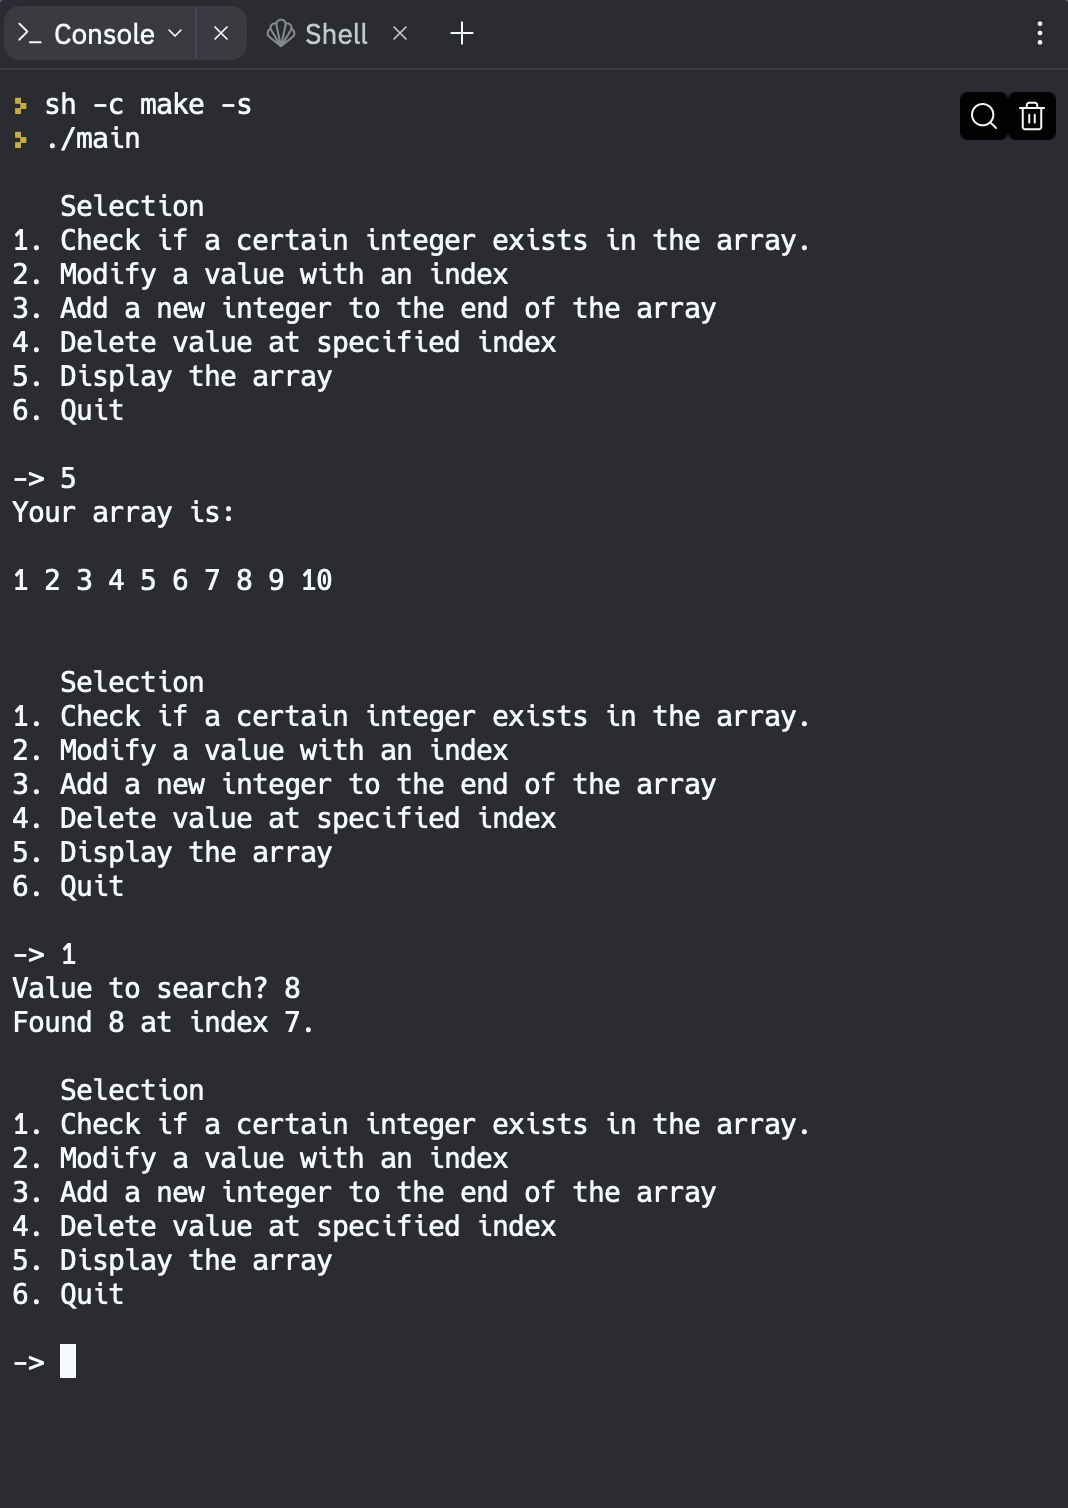 >_ Console Shell
sh -c make -s
./main
Selection
1. Check if a certain integer exists in the array.
2. Modify a value with an index
3. Add a new integer to the end of the array
4. Delete value at specified index
5. Display the array
6. Quit
-> 5
Your array is:
1 2 3 4 5 6 7 8 9 10
Selection
1. Check if a certain integer exists in the array.
2. Modify a value with an index
3. Add a new integer to the end of the array
4. Delete value at specified index
5. Display the array
6. Quit
-> 1
Value to search? 8
Found 8 at index 7.
Selection
1. Check if a certain integer exists in the array.
2. Modify a value with an index
3. Add a new integer to the end of the array
4. Delete value at specified index
5. Display the array
6. Quit
->